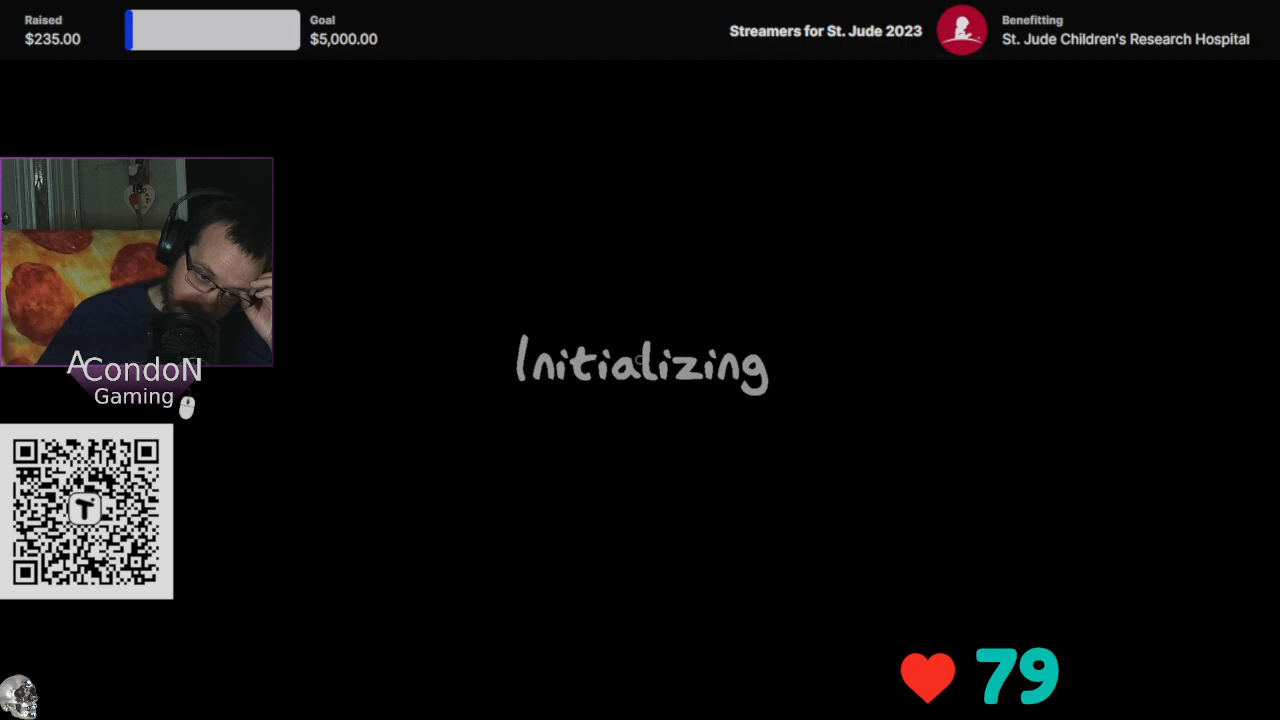 Raised
$235.00
Goal
$5,000.00
Streamers for St. Jude 2023
Benefitting
St. Jude Children's Research Hospital
ACondoN
Gaming
Initializing
T
79